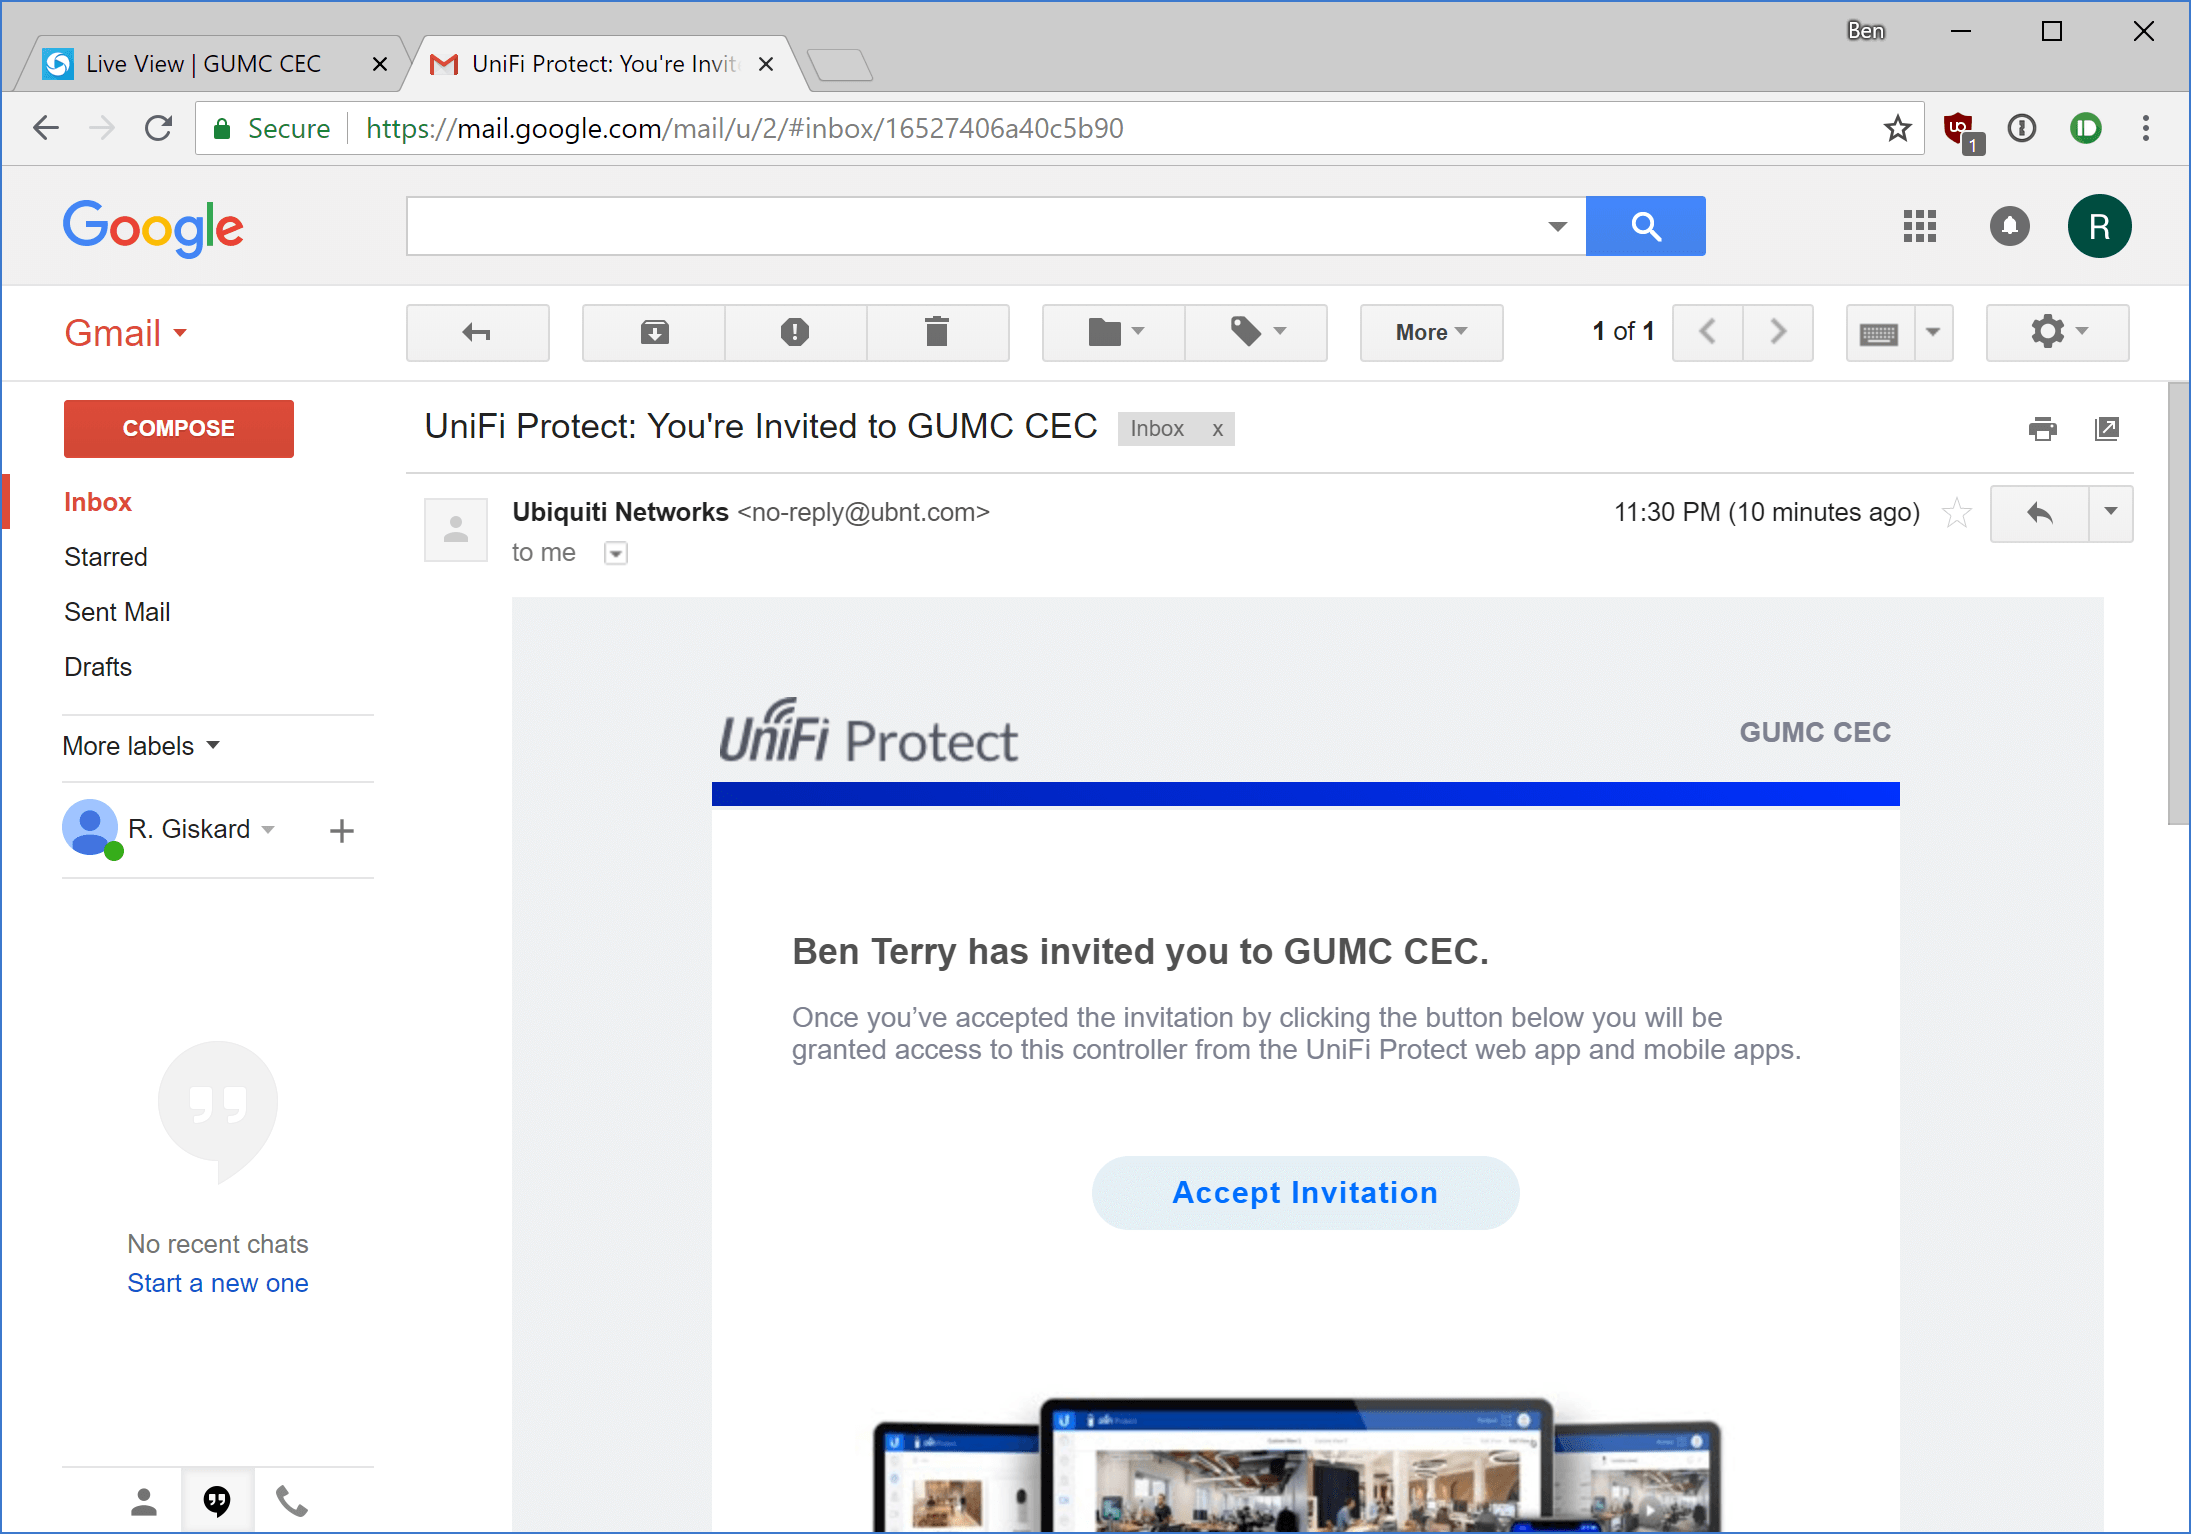 Ben
Live View | GUMC CEC
UniFi Protect: You're Invit
Secure
https://mail.google.com/mail/u/2/#inbox/16527406a40c5b90
1
Google
R
Gmail
More
1 of 1
COMPOSE
UniFi Protect: You're Invited to GUMC CEC
Inbox x
Inbox
Starred
Sent Mail
Drafts
More labels
R. Giskard
No recent chats
Start a new one
Ubiquiti Networks <no-reply@ubnt.com>
11:30 PM (10 minutes ago)
to me
UniFi Protect
GUMC CEC
Ben Terry has invited you to GUMC CEC.
Once you’ve accepted the invitation by clicking the button below you will be
granted access to this controller from the UniFi Protect web app and mobile apps.
Accept Invitation